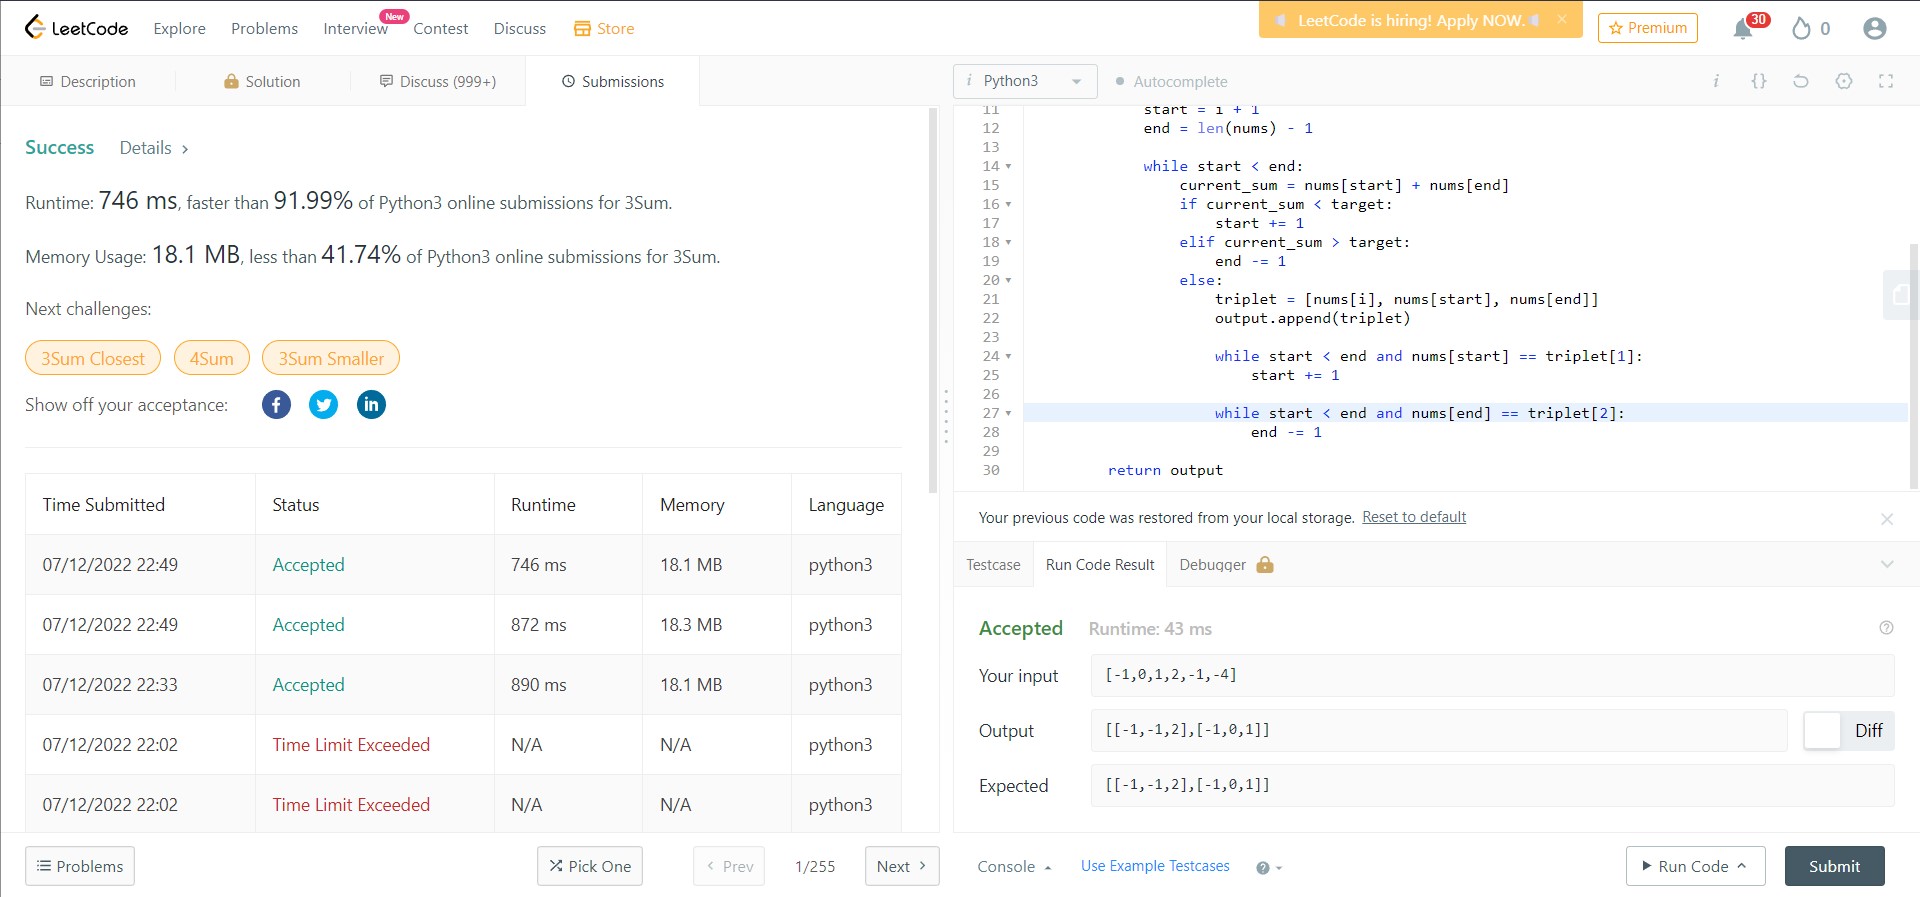 LeetCode Explore Problems Interview New Contest Discuss Store LeetCode is hiring! Apply NOW. Premium 30 0
Description Solution Discuss (999+) Submissions
Success Details >
Runtime: 746 ms, faster than 91.99% of Python3 online submissions for 3Sum.
Memory Usage: 18.1 MB, less than 41.74% of Python3 online submissions for 3Sum.
Next challenges:
3Sum Closest 4Sum 3Sum Smaller
Show off your acceptance:
Time Submitted Status Runtime Memory Language
07/12/2022 22:49 Accepted 746 ms 18.1 MB python3
07/12/2022 22:49 Accepted 872 ms 18.3 MB python3
07/12/2022 22:33 Accepted 890 ms 18.1 MB python3
07/12/2022 22:02 Time Limit Exceeded N/A N/A python3
07/12/2022 22:02 Time Limit Exceeded N/A N/A python3
Problems Pick One < Prev 1/255 Next >
i Python3 Autocomplete i {}
11 start = i + 1
12 end = len(nums) - 1
13
14 while start < end:
15 current_sum = nums[start] + nums[end]
16 if current_sum < target:
17 start += 1
18 elif current_sum > target:
19 end -= 1
20 else:
21 triplet = [nums[i], nums[start], nums[end]]
22 output.append(triplet)
23
24 while start < end and nums[start] == triplet[1]:
25 start += 1
26
27 while start < end and nums[end] == triplet[2]:
28 end -= 1
29
30 return output
Your previous code was restored from your local storage. Reset to default
Testcase Run Code Result Debugger
Accepted Runtime: 43 ms
Your input [-1,0,1,2,-1,-4]
Output [[-1,-1,2],[-1,0,1]] Diff
Expected [[-1,-1,2],[-1,0,1]]
Console Use Example Testcases Run Code Submit